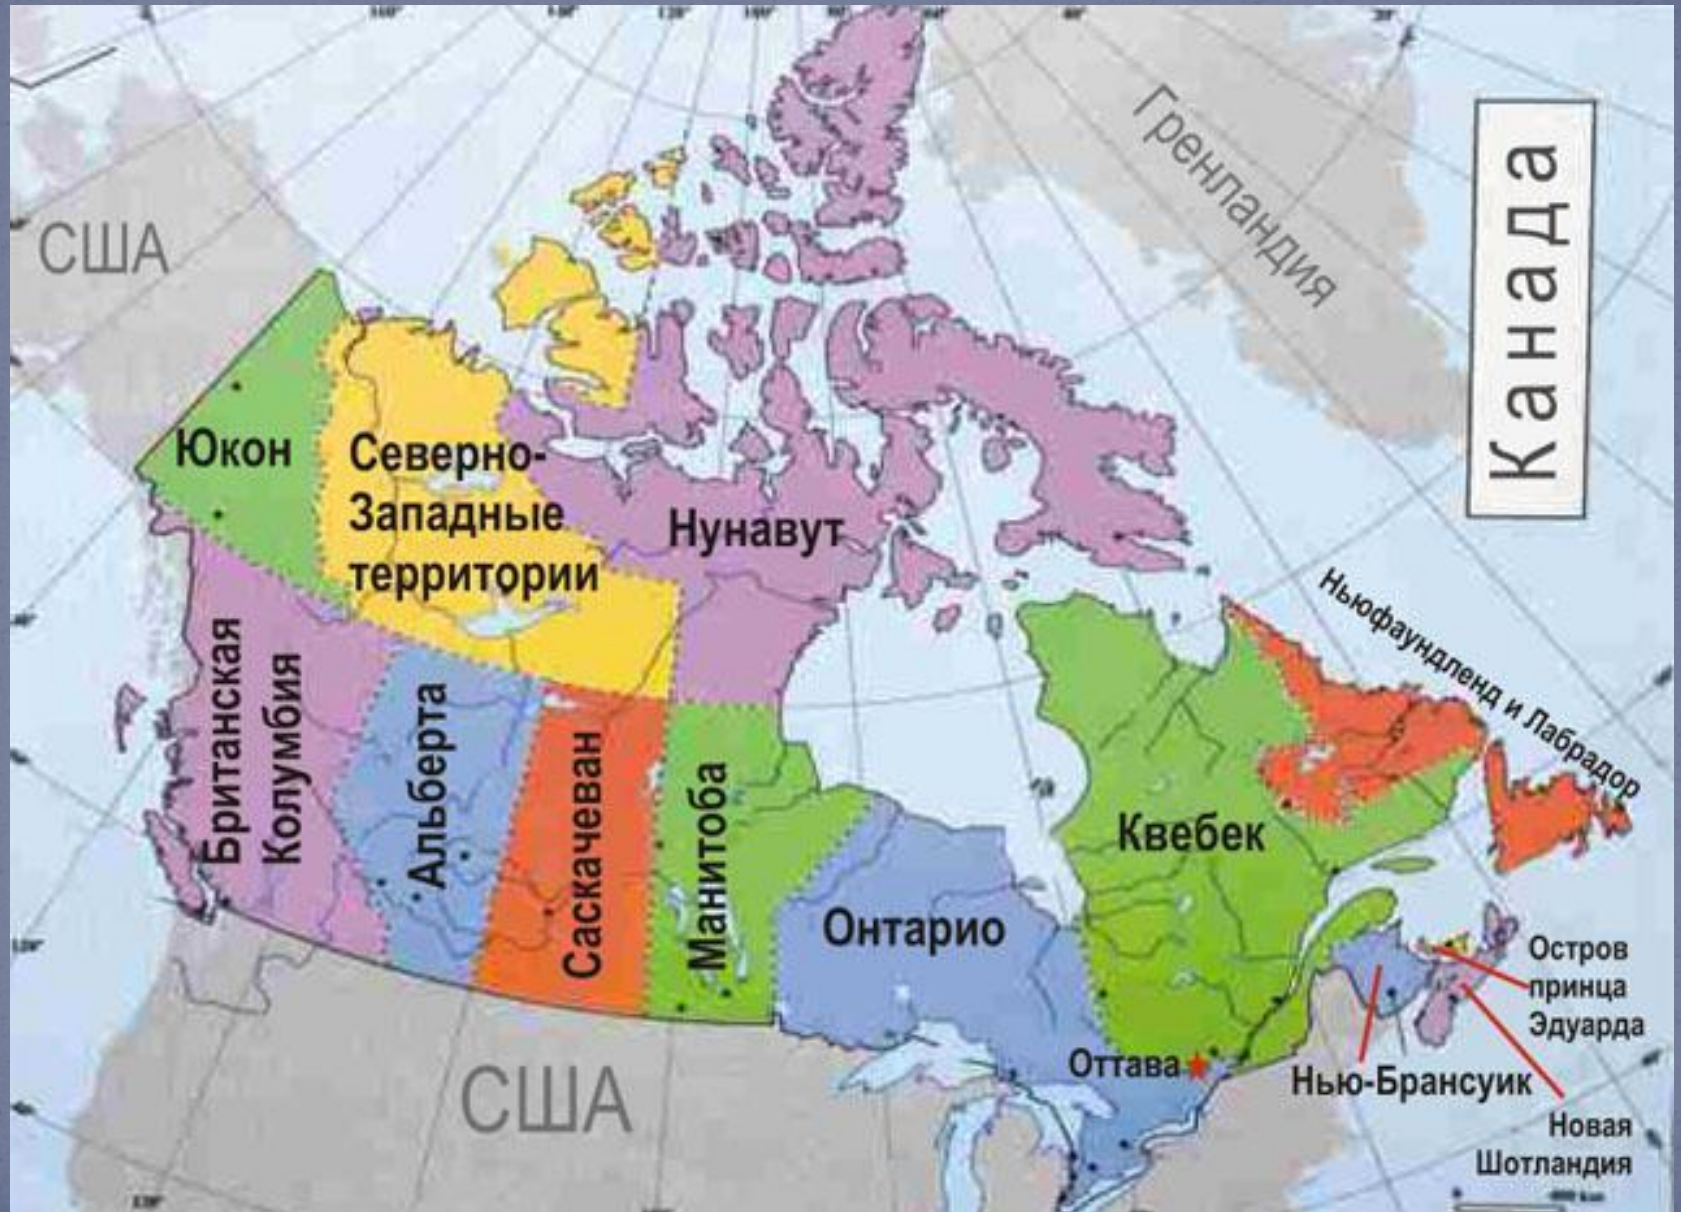 США
Гренландия
Канада
Юкон
Северно-
Западные
территории
Нунавут
Ньюфаундленд и Лабрадор
Британская
Колумбия
Альберта
Саскачеван
Манитоба
Онтарио
Квебек
Остров
принца
Эдуарда
Оттава
Нью-Брансуик
США
Новая
Шотландия